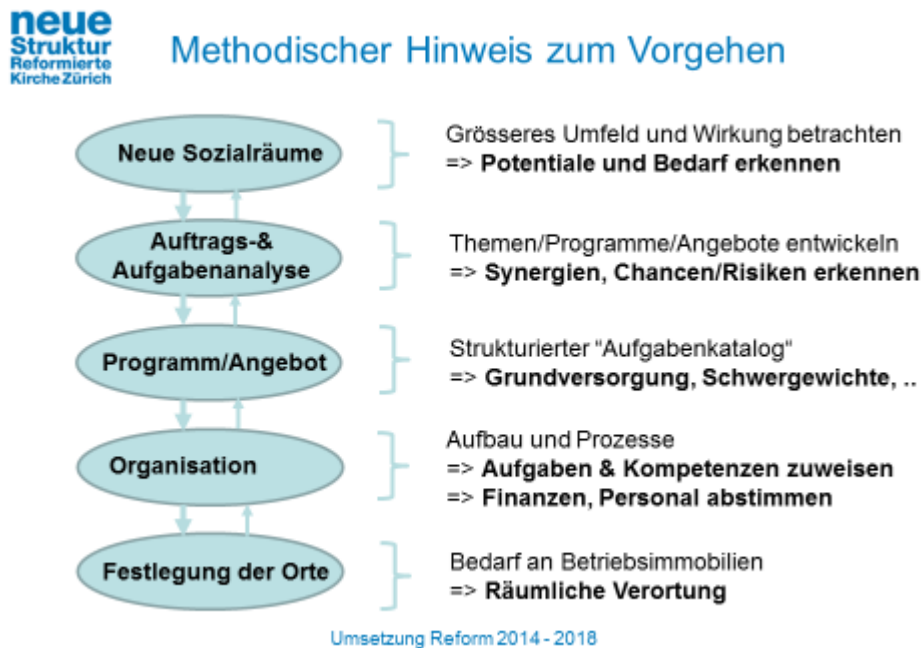 neue
Struktur
Reformierte
Kirche Zürich
Methodischer Hinweis zum Vorgehen
Neue Sozialräume
Grösseres Umfeld und Wirkung betrachten
=> Potentiale und Bedarf erkennen
Auftrags-&
Aufgabenanalyse
Themen/Programme/Angebote entwickeln
=> Synergien, Chancen/Risiken erkennen
Programm/Angebot
Strukturierter "Aufgabenkatalog"
=> Grundversorgung, Schwergewichte, ..
Organisation
Aufbau und Prozesse
=> Aufgaben & Kompetenzen zuweisen
=> Finanzen, Personal abstimmen
Festlegung der Orte
Bedarf an Betriebsimmobilien
=> Räumliche Verortung
Umsetzung Reform 2014 - 2018